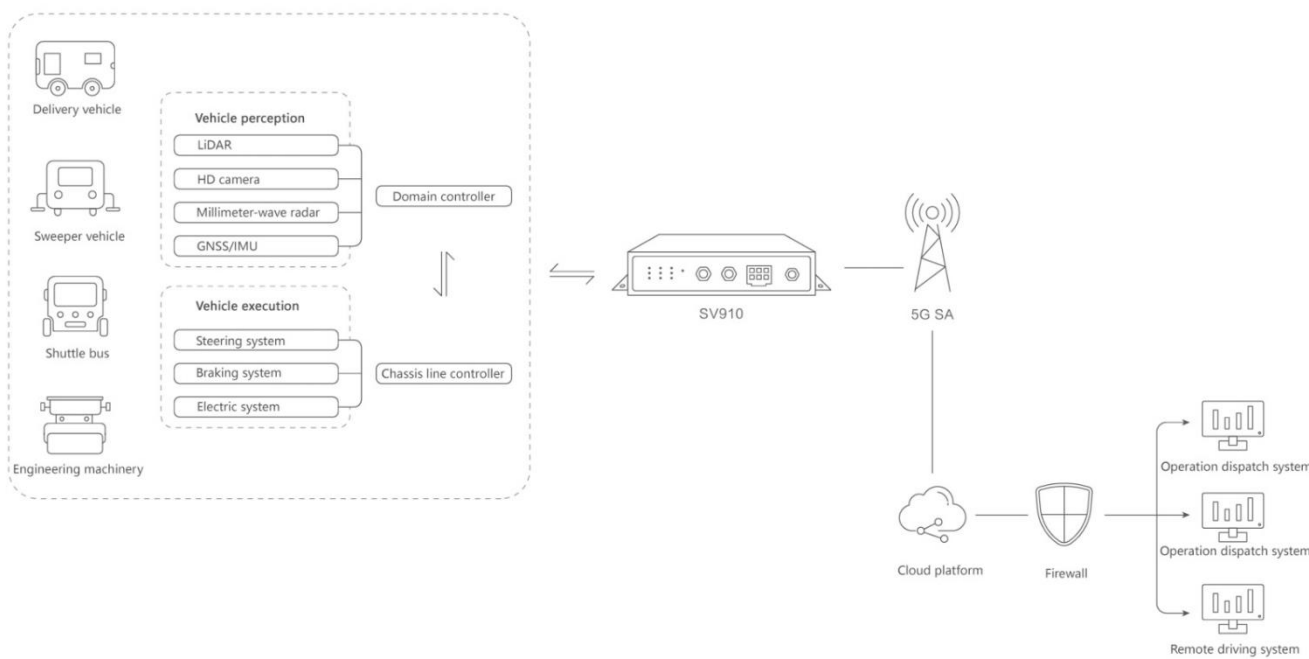 Delivery vehicle
Sweeper vehicle
Shuttle bus
Engineering machinery
Vehicle perception
LiDAR
HD camera
Millimeter-wave radar
GNSS/IMU
Domain controller
Vehicle execution
Steering system
Braking system
Electric system
Chassis line controller
SV910
5G SA
Cloud platform
Firewall
Operation dispatch system
Operation dispatch system
Remote driving system